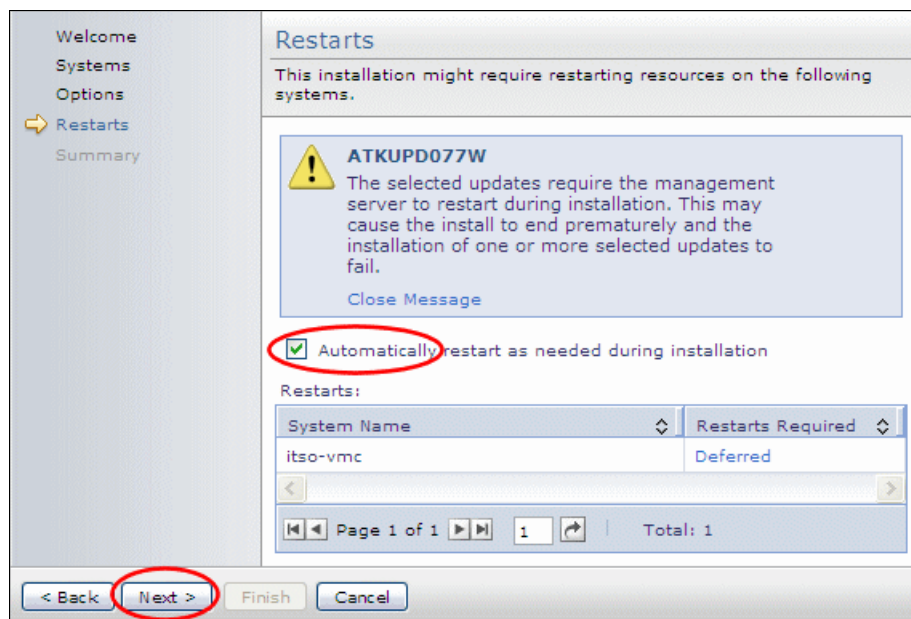 Welcome
Systems
Options
Restarts
Summary
Restarts
This installation might require restarting resources on the following
systems.
ATKUPD077W
The selected updates require the management
server to restart during installation. This may
cause the install to end prematurely and the
installation of one or more selected updates to
fail.
Close Message
Automatically restart as needed during installation
Restarts:
System Name Restarts Required
itso-vmc Deferred
Page 1 of 1 1 Total: 1
< Back Next > Finish Cancel